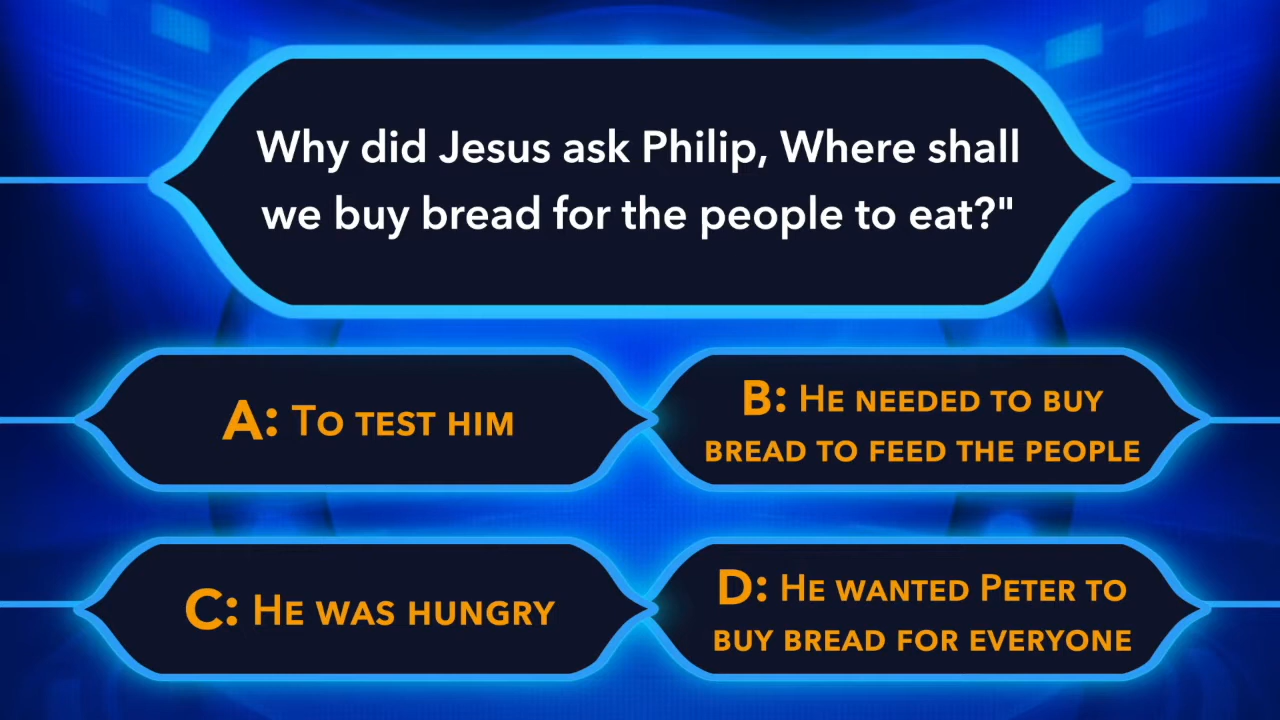 Why did Jesus ask Philip, Where shall
we buy bread for the people to eat?"
A: To test him
B: He needed to buy
bread to feed the people
C: He was hungry
D: He wanted Peter to
buy bread for everyone